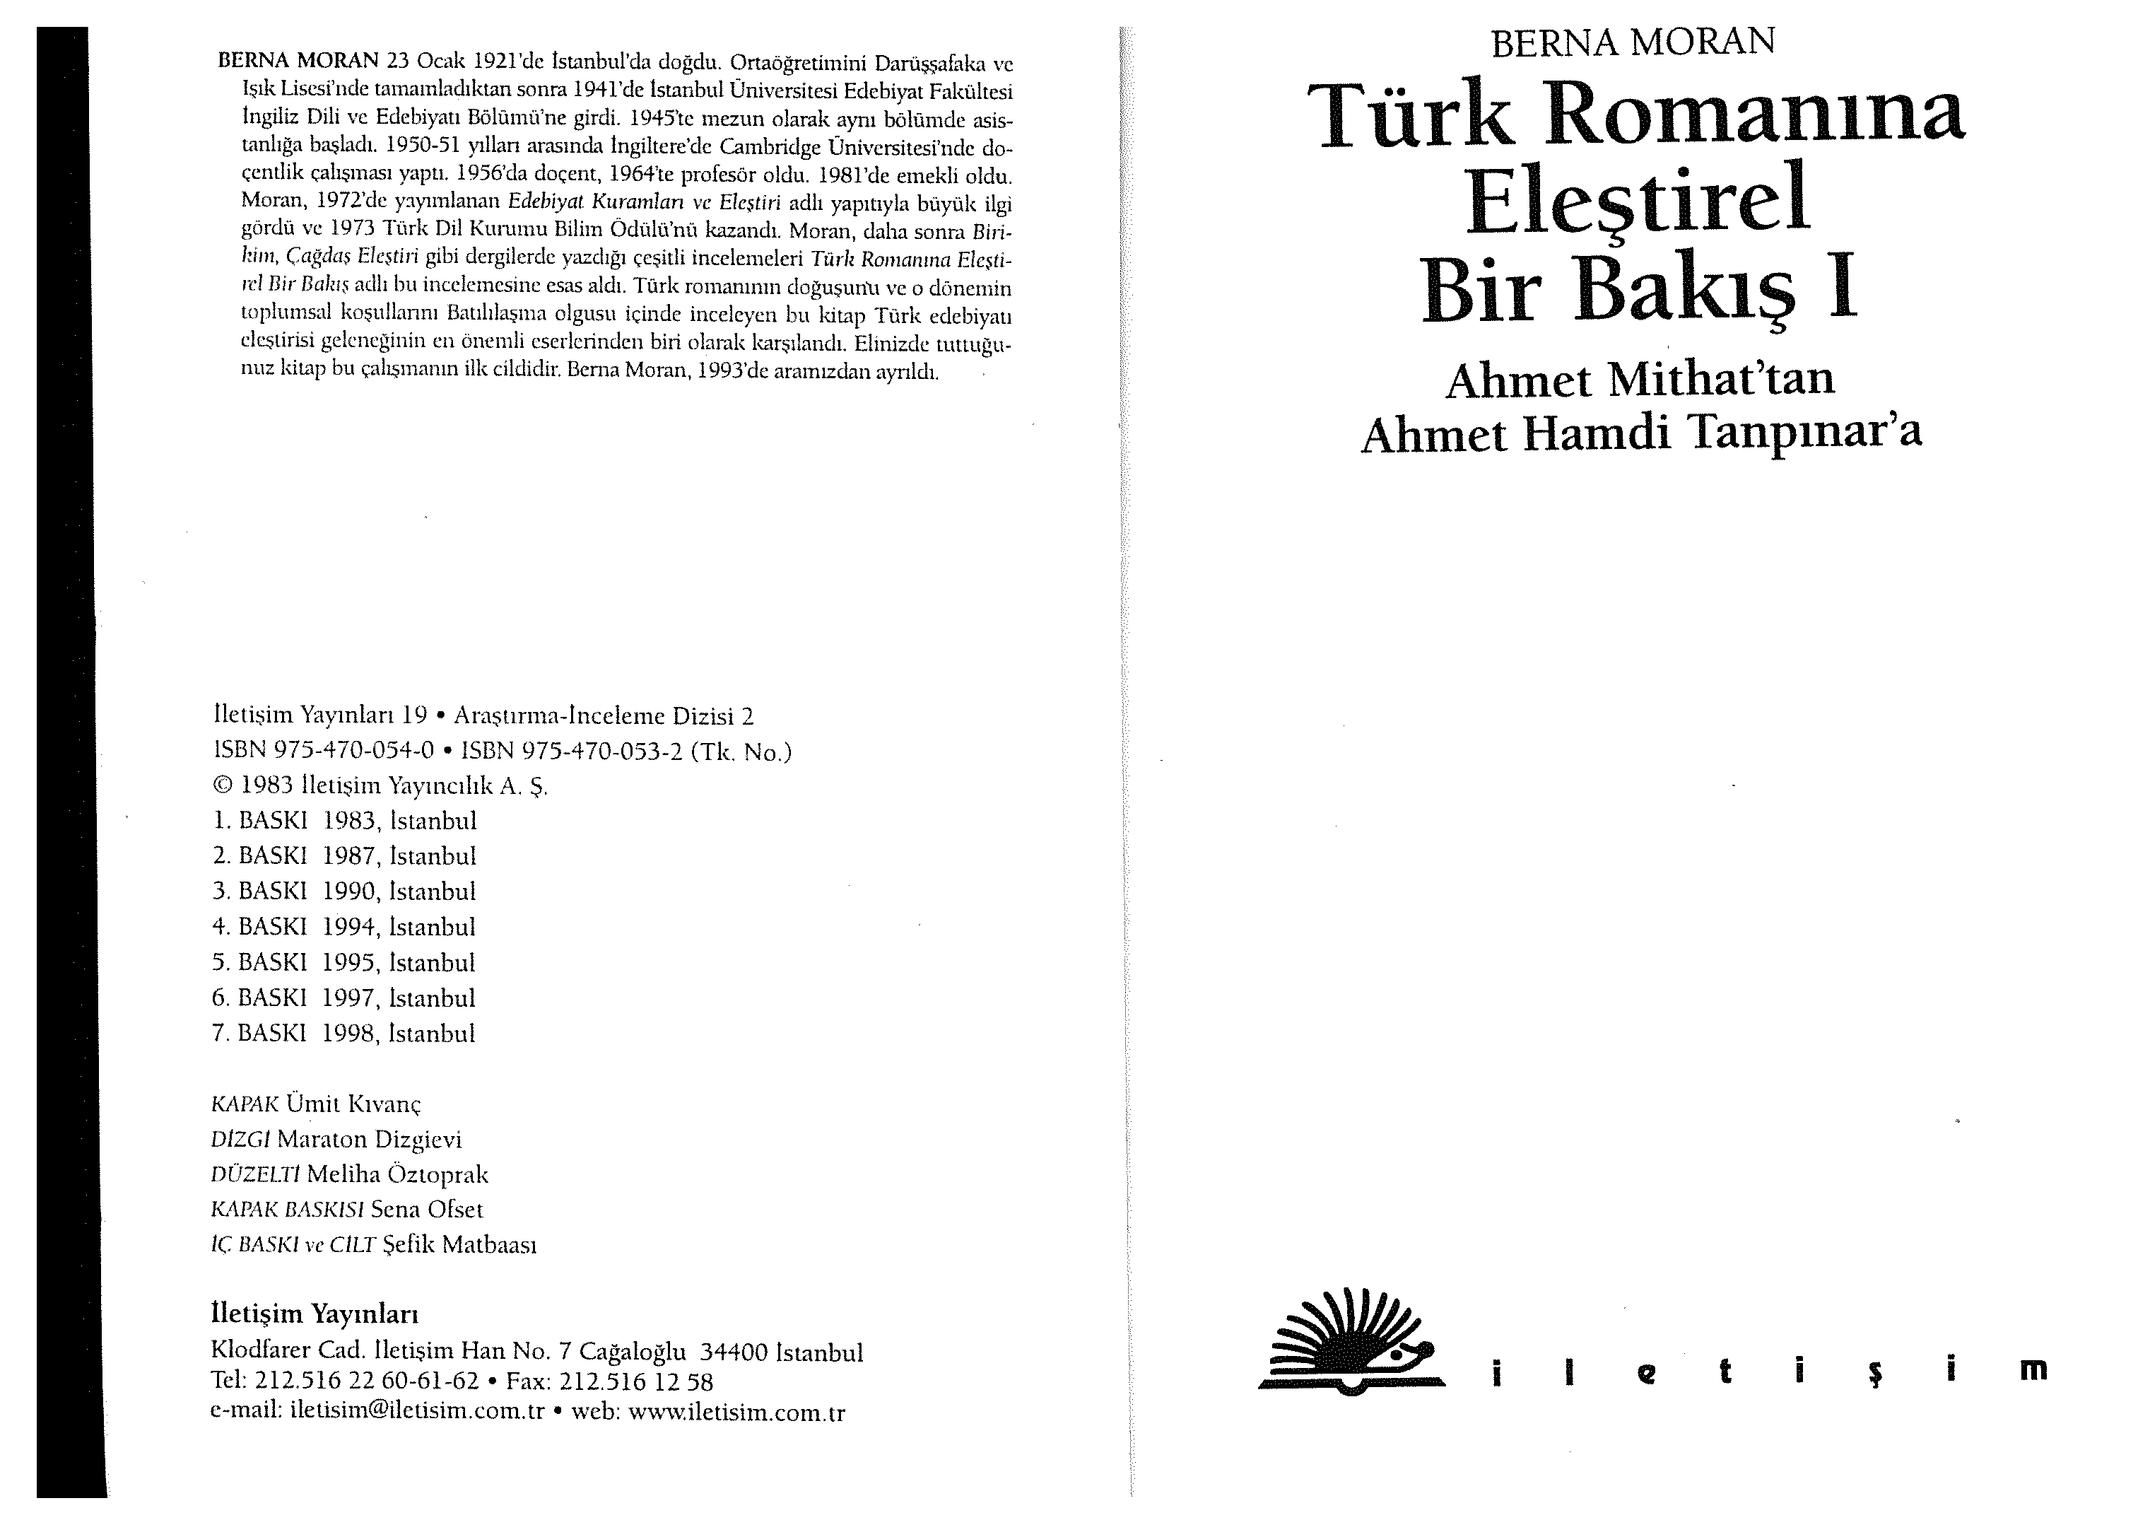 BERNA MORAN 23 Ocak 1921'de İstanbul'da doğdu. Ortaöğretimini Darüşşafaka ve
Işık Lisesi'nde tamamladıktan sonra 1941'de İstanbul Üniversitesi Edebiyat Fakültesi
İngiliz Dili ve Edebiyatı Bölümü'ne girdi. 1945'te mezun olarak aynı bölümde asis-
tanlığa başladı. 1950-51 yılları arasında İngiltere'de Cambridge Üniversitesi'nde do-
çentlik çalışması yaptı. 1956'da doçent, 1964'te profesör oldu. 1981'de emekli oldu.
Moran, 1972'de yayımlanan Edebiyat Kuramları ve Eleştiri adlı yapıtıyla büyük ilgi
gördü ve 1973 Türk Dil Kurumu Bilim Ödülü'nü kazandı. Moran, daha sonra Biri-
kim, Çağdaş Eleştiri gibi dergilerde yazdığı çeşitli incelemeleri Türk Romanına Eleşti-
rel Bir Bakış adlı bu incelemesine esas aldı. Türk romanının doğuşunu ve o dönemin
toplumsal koşullarını Batılılaşma olgusu içinde inceleyen bu kitap Türk edebiyatı
eleştirisi geleneğinin en önemli eserlerinden biri olarak karşılandı. Elinizde tuttuğu-
nuz kitap bu çalışmanın ilk cildidir. Berna Moran, 1993'de aramızdan ayrıldı.
İletişim Yayınları 19 • Araştırma-İnceleme Dizisi 2
ISBN 975-470-054-0 • ISBN 975-470-053-2 (Tk. No.)
© 1983 İletişim Yayıncılık A. Ş.
1. BASKI 1983, İstanbul
2. BASKI 1987, İstanbul
3. BASKI 1990, İstanbul
4. BASKI 1994, İstanbul
5. BASKI 1995, İstanbul
6. BASKI 1997, İstanbul
7. BASKI 1998, İstanbul
KAPAK Ümit Kıvanç
DİZGİ Maraton Dizgievi
DÜZELTİ Meliha Öztoprak
KAPAK BASKISI Sena Ofset
İÇ BASKI ve CİLT Şefik Matbaası
İletişim Yayınları
Klodfarer Cad. İletişim Han No. 7 Cağaloğlu 34400 İstanbul
Tel: 212.516 22 60-61-62 • Fax: 212.516 12 58
e-mail: iletisim@iletisim.com.tr • web: www.iletisim.com.tr
BERNA MORAN
Türk Romanına
Eleştirel
Bir Bakış I
Ahmet Mithat'tan
Ahmet Hamdi Tanpınar'a
iletişim